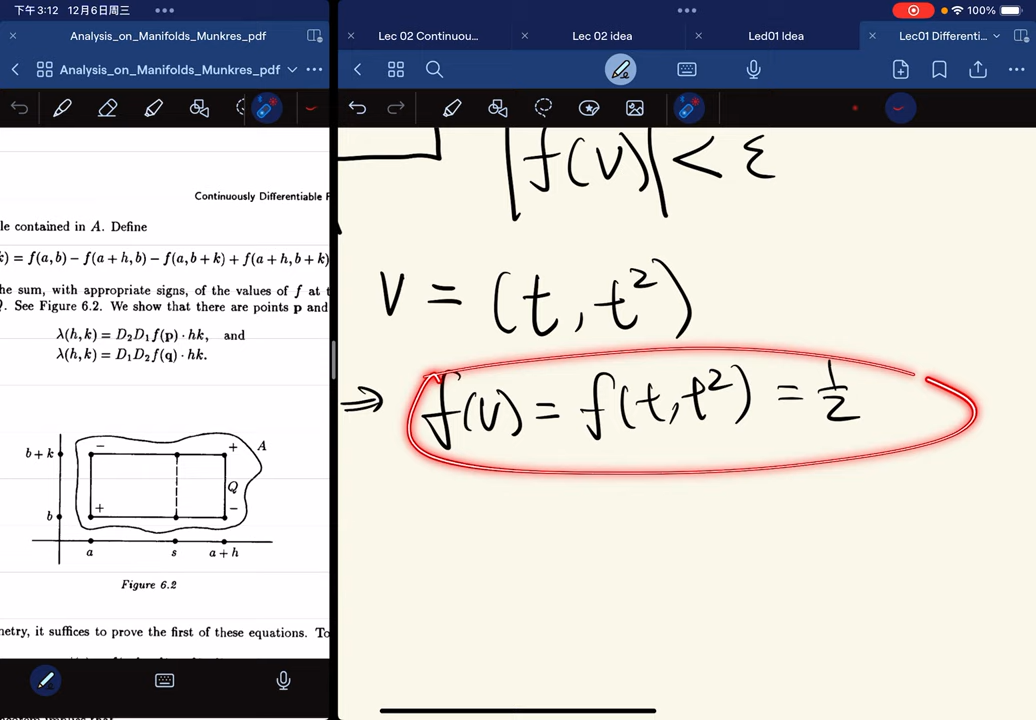 下午3:12 12月6日周三
100%
Analysis_on_Manifolds_Munkres_pdf
Lec 02 Continuou...
Lec 02 idea
Led01 Idea
Lec01 Differenti...
Analysis_on_Manifolds_Munkres_pdf
Continuously Differentiable F
le contained in A. Define
k) = f(a, b) − f(a + h, b) − f(a, b + k) + f(a + h, b + k)
he sum, with appropriate signs, of the values of f at t
Q. See Figure 6.2. We show that there are points p and
λ(h, k) = D₂D₁f(p) · hk, and
λ(h, k) = D₁D₂f(q) · hk.
b + k
− + A
Q
b
+ −
a s a + h
Figure 6.2
metry, it suffices to prove the first of these equations. To
|f(v)| < ε
v = (t, t²)
⇒ f(v) = f(t, t²) = 1/2